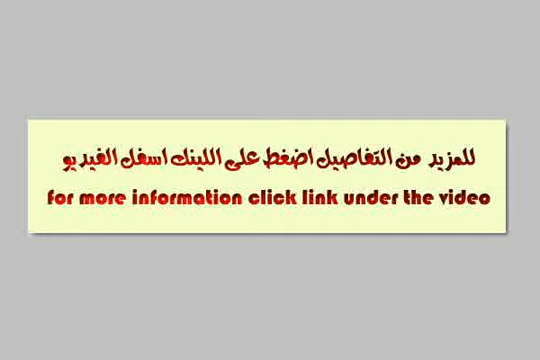 للمزيد من التفاصيل اضغط على اللينك اسفل الفيديو
for more information click link under the video